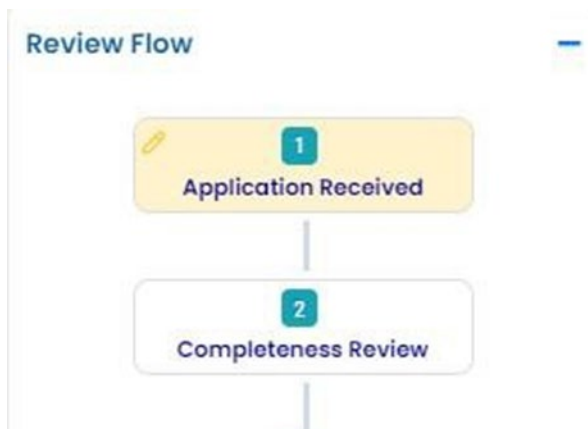 Review Flow
1
Application Received
2
Completeness Review